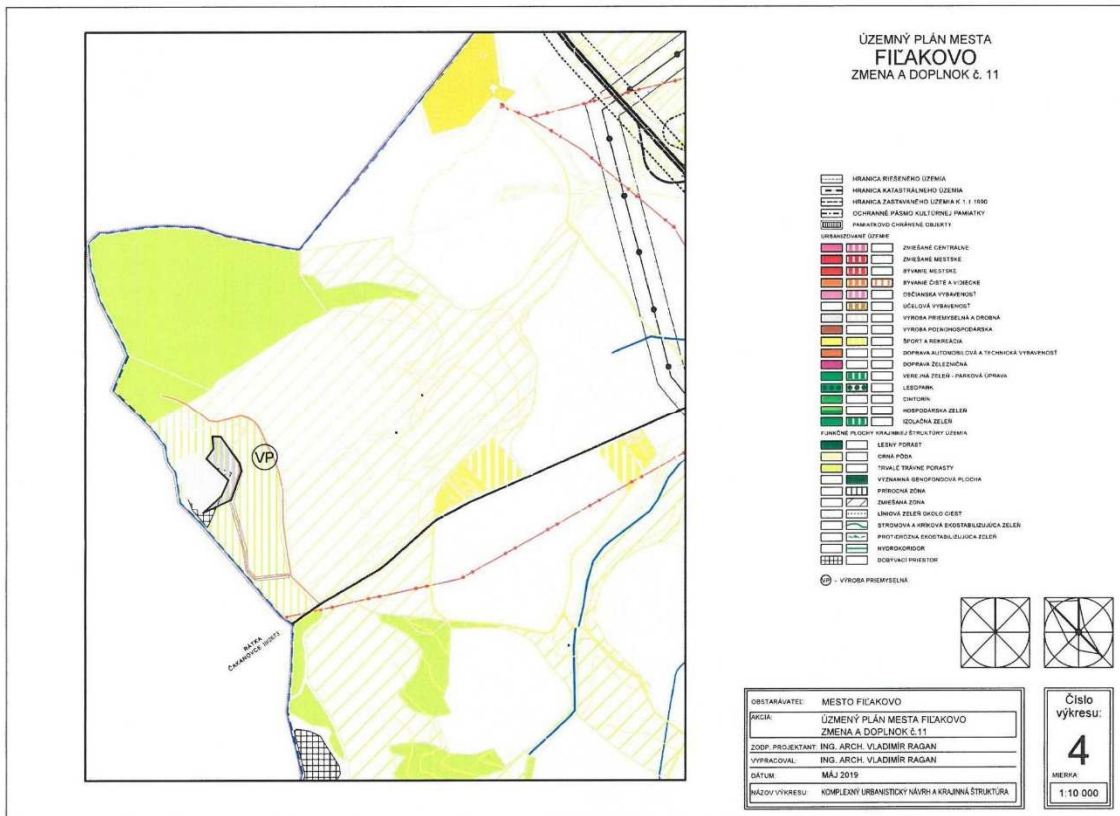 ÚZEMNÝ PLÁN MESTA
FIĽAKOVO
ZMENA A DOPLNOK č. 11
HRANICA RIEŠENÉHO ÚZEMIA
HRANICA KATASTRÁLNEHO ÚZEMIA
HRANICA ZASTAVANÉHO ÚZEMIA K 1.1.1990
OCHRANNÉ PÁSMO KULTÚRNEJ PAMIATKY
PAMIATKOVO CHRÁNENÉ OBJEKTY
URBANIZOVANÉ ÚZEMIE
ZMIEŠANÉ CENTRÁLNE
ZMIEŠANÉ MESTSKÉ
BÝVANIE MESTSKÉ
BÝVANIE ČISTÉ A VIDIECKE
OBČIANSKA VYBAVENOSŤ
ÚČELOVÁ VYBAVENOSŤ
VÝROBA PRIEMYSELNÁ A DROBNÁ
VÝROBA POĽNOHOSPODÁRSKA
ŠPORT A REKREÁCIA
DOPRAVA AUTOMOBILOVÁ A TECHNICKÁ VYBAVENOSŤ
DOPRAVA ŽELEZNIČNÁ
VEREJNÁ ZELEŇ - PARKOVÁ ÚPRAVA
LESOPARK
CINTORÍN
HOSPODÁRSKA ZELEŇ
IZOLAČNÁ ZELEŇ
FUNKČNÉ PLOCHY KRAJINNEJ ŠTRUKTÚRY ÚZEMIA
LESNÝ PORAST
ORNÁ PÔDA
TRVALÉ TRÁVNE PORASTY
VÝZNAMNÁ GENOFONDOVÁ PLOCHA
PRÍRODNÁ ZÓNA
ZMIEŠANÁ ZÓNA
LÍNIOVÁ ZELEŇ OKOLO CIEST
STROMOVÁ A KRÍKOVÁ EKOSTABILIZUJÚCA ZELEŇ
PROTIERÓZNA EKOSTABILIZUJÚCA ZELEŇ
HYDROKORIDOR
DOBÝVACÍ PRIESTOR
VP - VÝROBA PRIEMYSELNÁ
VP
RÁTKA
ČAKANOVCE
OBSTARÁVATEĽ: MESTO FIĽAKOVO
AKCIA: ÚZMENÝ PLÁN MESTA FIĽAKOVO
ZMENA A DOPLNOK č.11
ZODP. PROJEKTANT: ING. ARCH. VLADIMÍR RAGAN
VYPRACOVAL: ING. ARCH. VLADIMÍR RAGAN
DÁTUM: MÁJ 2019
NÁZOV VÝKRESU: KOMPLEXNÝ URBANISTICKÝ NÁVRH A KRAJINNÁ ŠTRUKTÚRA
Číslo
výkresu:
4
MIERKA:
1:10 000